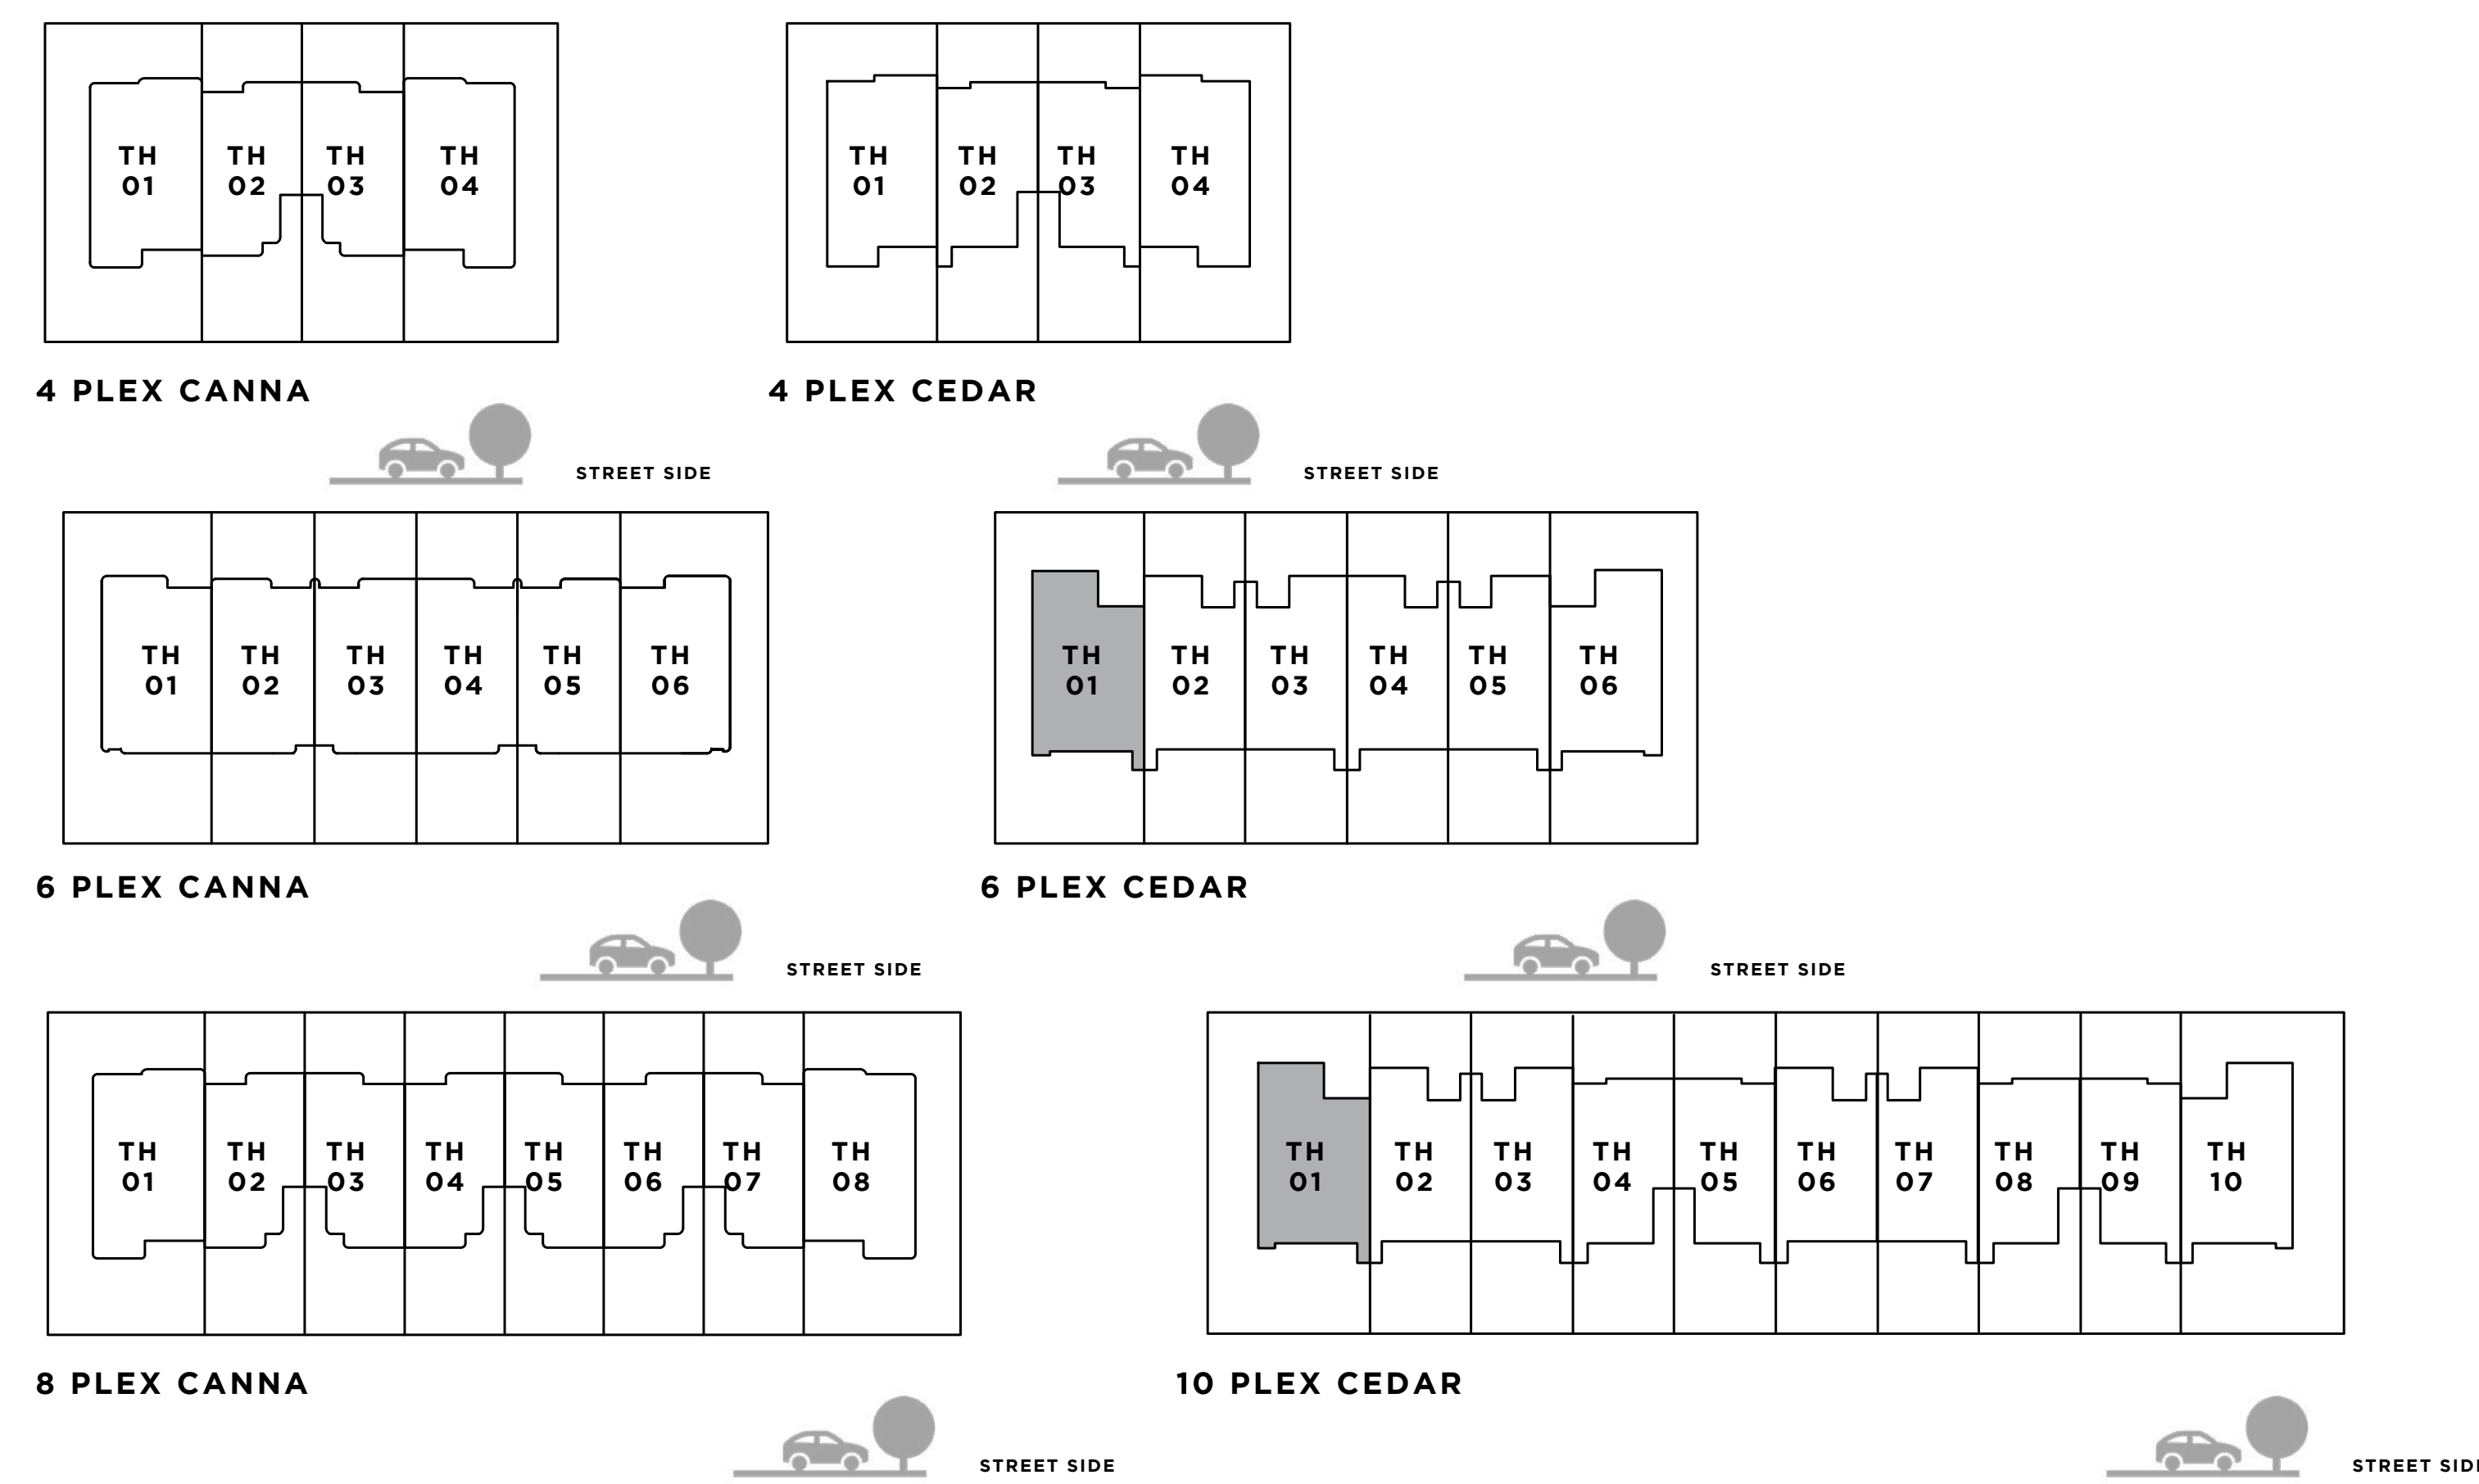 TH
01
TH
02
TH
03
TH
04
4 PLEX CANNA
STREET SIDE
TH
01
TH
02
TH
03
TH
04
4 PLEX CEDAR
STREET SIDE
TH
01
TH
02
TH
03
TH
04
TH
05
TH
06
6 PLEX CANNA
STREET SIDE
TH
01
TH
02
TH
03
TH
04
TH
05
TH
06
6 PLEX CEDAR
STREET SIDE
TH
01
TH
02
TH
03
TH
04
TH
05
TH
06
TH
07
TH
08
8 PLEX CANNA
STREET SIDE
TH
01
TH
02
TH
03
TH
04
TH
05
TH
06
TH
07
TH
08
TH
09
TH
10
10 PLEX CEDAR
STREET SIDE